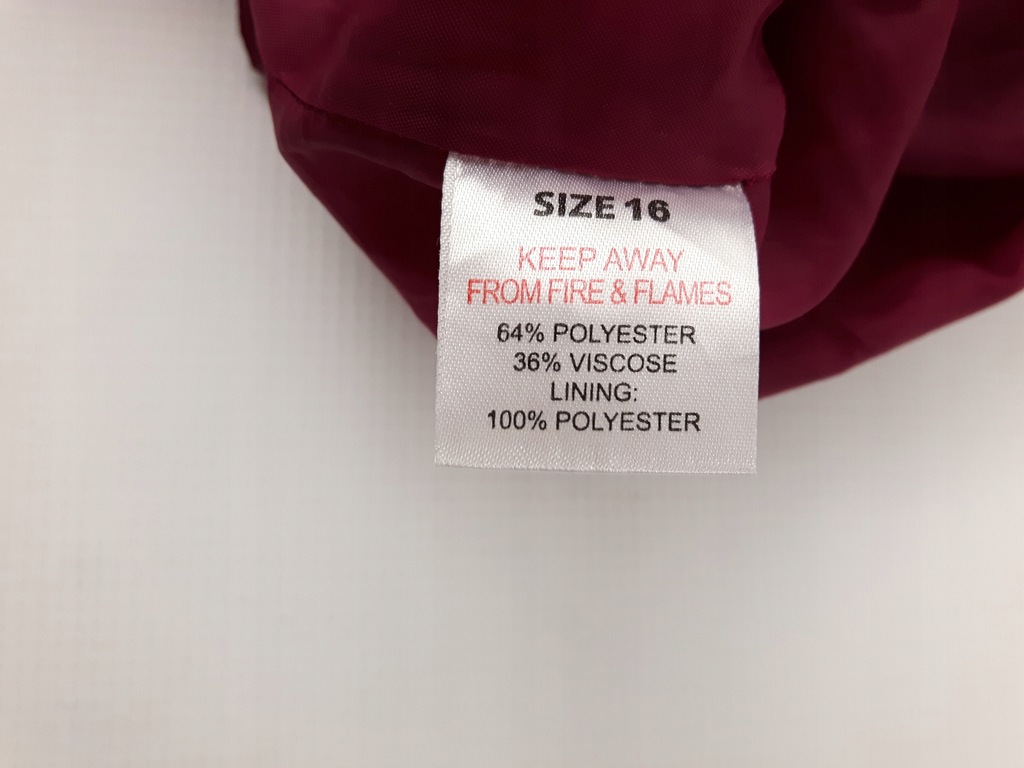 SIZE 16
KEEP AWAY
FROM FIRE & FLAMES
64% POLYESTER
36% VISCOSE
LINING:
100% POLYESTER